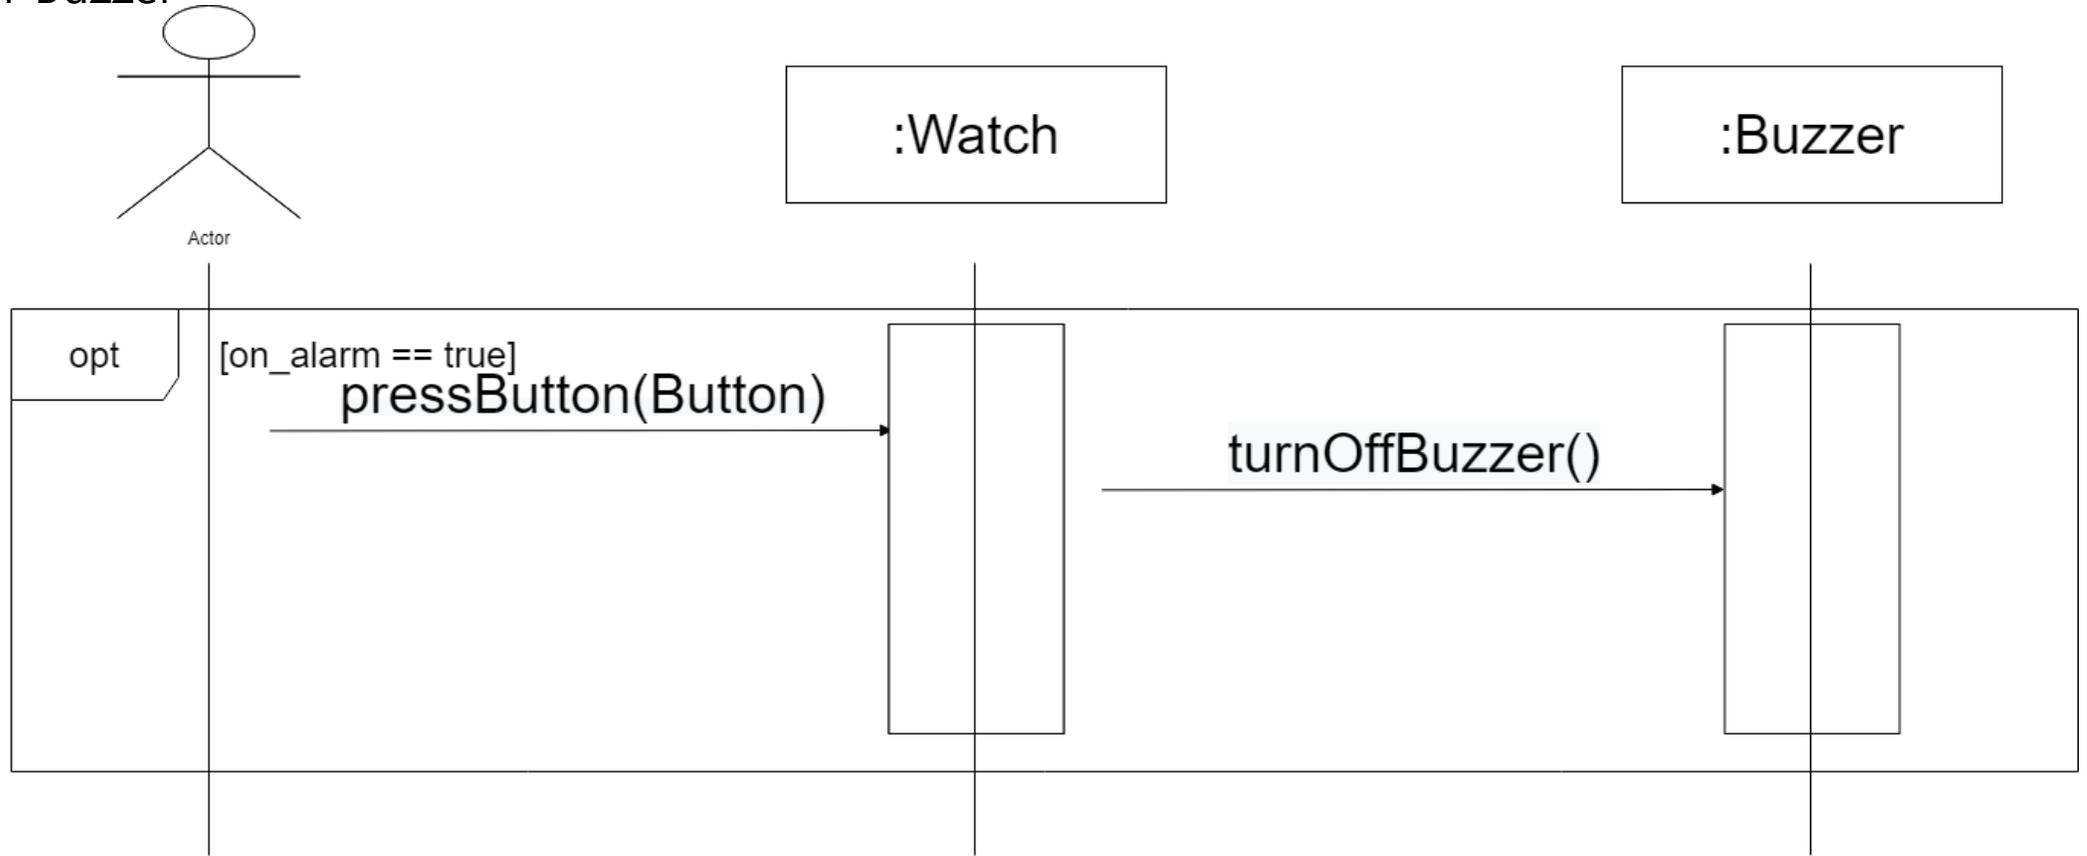 :Watch
:Buzzer
Actor
opt
[on_alarm == true]
pressButton(Button)
turnOffBuzzer()